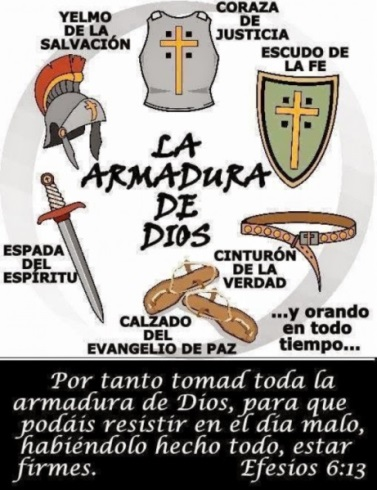 YELMO
DE LA
SALVACIÓN
CORAZA
DE
JUSTICIA
ESCUDO DE
LA FE
LA
ARMADURA
DE
DIOS
ESPADA
DEL
ESPÍRITU
CINTURÓN
DE LA
VERDAD
CALZADO
DEL
EVANGELIO DE PAZ
...y orando
en todo
tiempo...
Por tanto tomad toda la
armadura de Dios, para que
podáis resistir en el día malo,
habiéndolo hecho todo, estar
firmes. Efesios 6:13